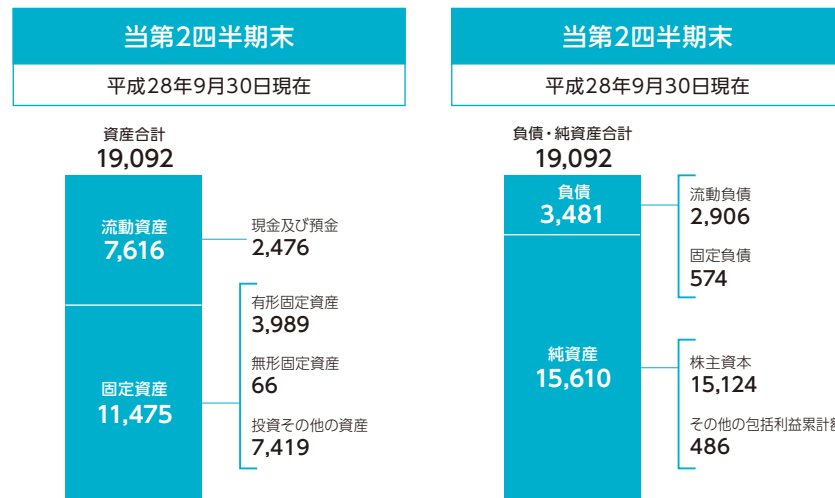 当第2四半期末
平成28年9月30日現在
資産合計
19,092
流動資産
7,616
現金及び預金
2,476
固定資産
11,475
有形固定資産
3,989
無形固定資産
66
投資その他の資産
7,419
当第2四半期末
平成28年9月30日現在
負債・純資産合計
19,092
負債
3,481
流動負債
2,906
固定負債
574
純資産
15,610
株主資本
15,124
その他の包括利益累計額
486